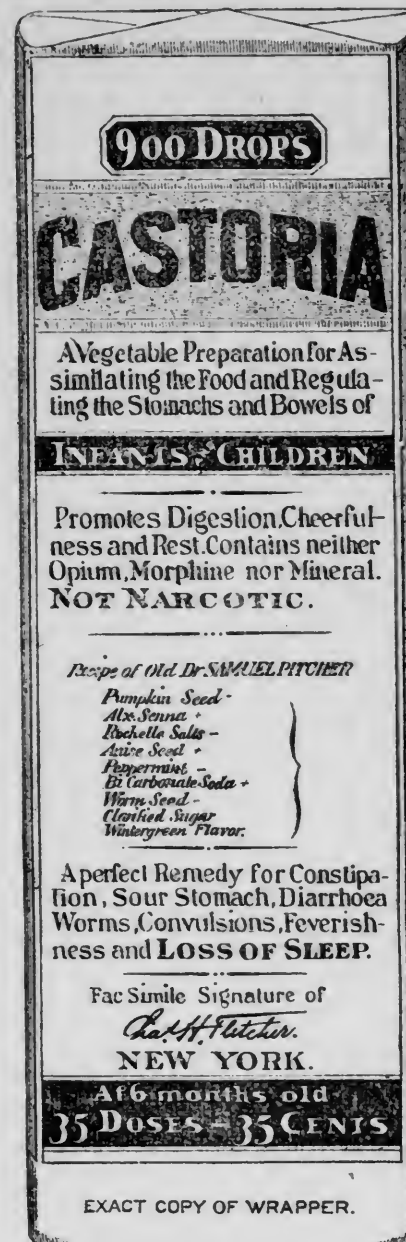 900 DROPS
CASTORIA
A Vegetable Preparation for As-
similating the Food and Regula-
ting the Stomachs and Bowels of
INFANTS CHILDREN
Promotes Digestion, Cheerful-
ness and Rest. Contains neither
Opium, Morphine nor Mineral.
NOT NARCOTIC.
Recipe of Old Dr SAMUEL PITCHER
Pumpkin Seed -
Alx. Senna +
Rochelle Salts -
Anise Seed +
Peppermint -
Bi Carbonate Soda +
Worm Seed -
Clarified Sugar
Wintergreen Flavor.
A perfect Remedy for Constipa-
tion, Sour Stomach, Diarrhoea
Worms, Convulsions, Feverish-
ness and LOSS OF SLEEP.
Fac Simile Signature of
Chas. H. Fletcher.
NEW YORK.
At 6 months old
35 DOSES - 35 CENTS
EXACT COPY OF WRAPPER.